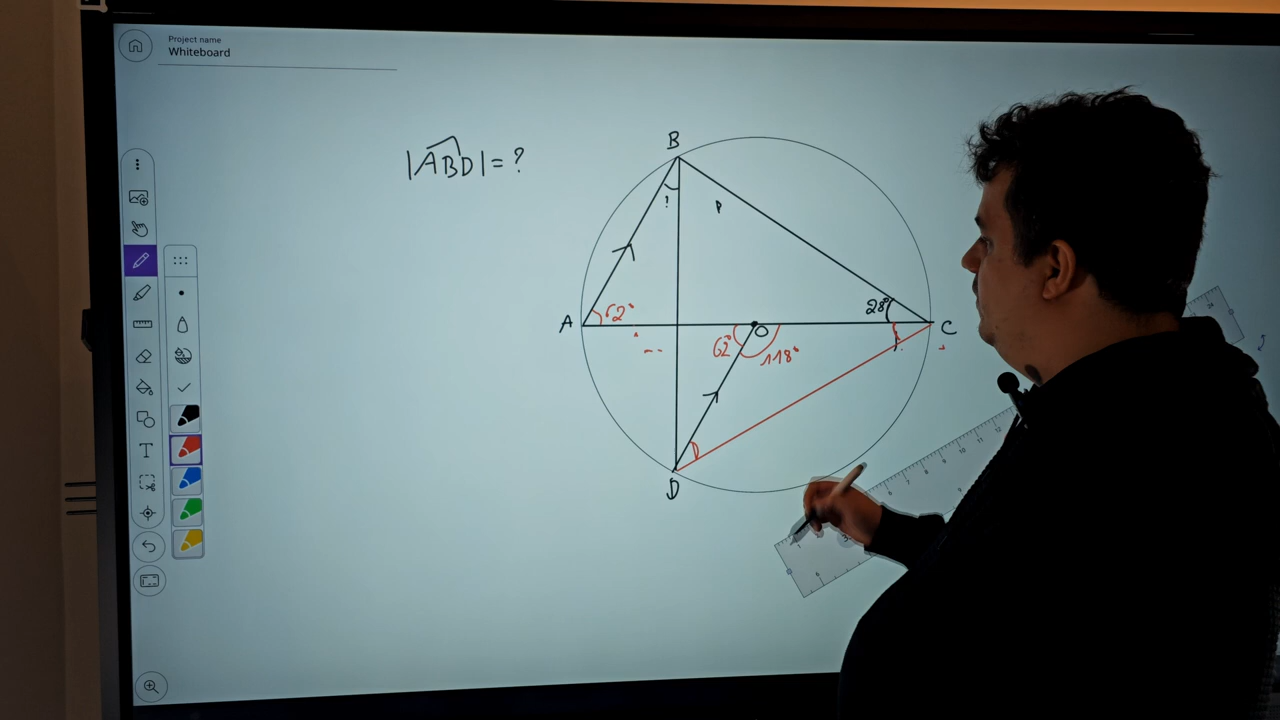 Project name
Whiteboard
|ABD| = ?
B
?
A
62°
28°
C
O
62°
118°
D
T